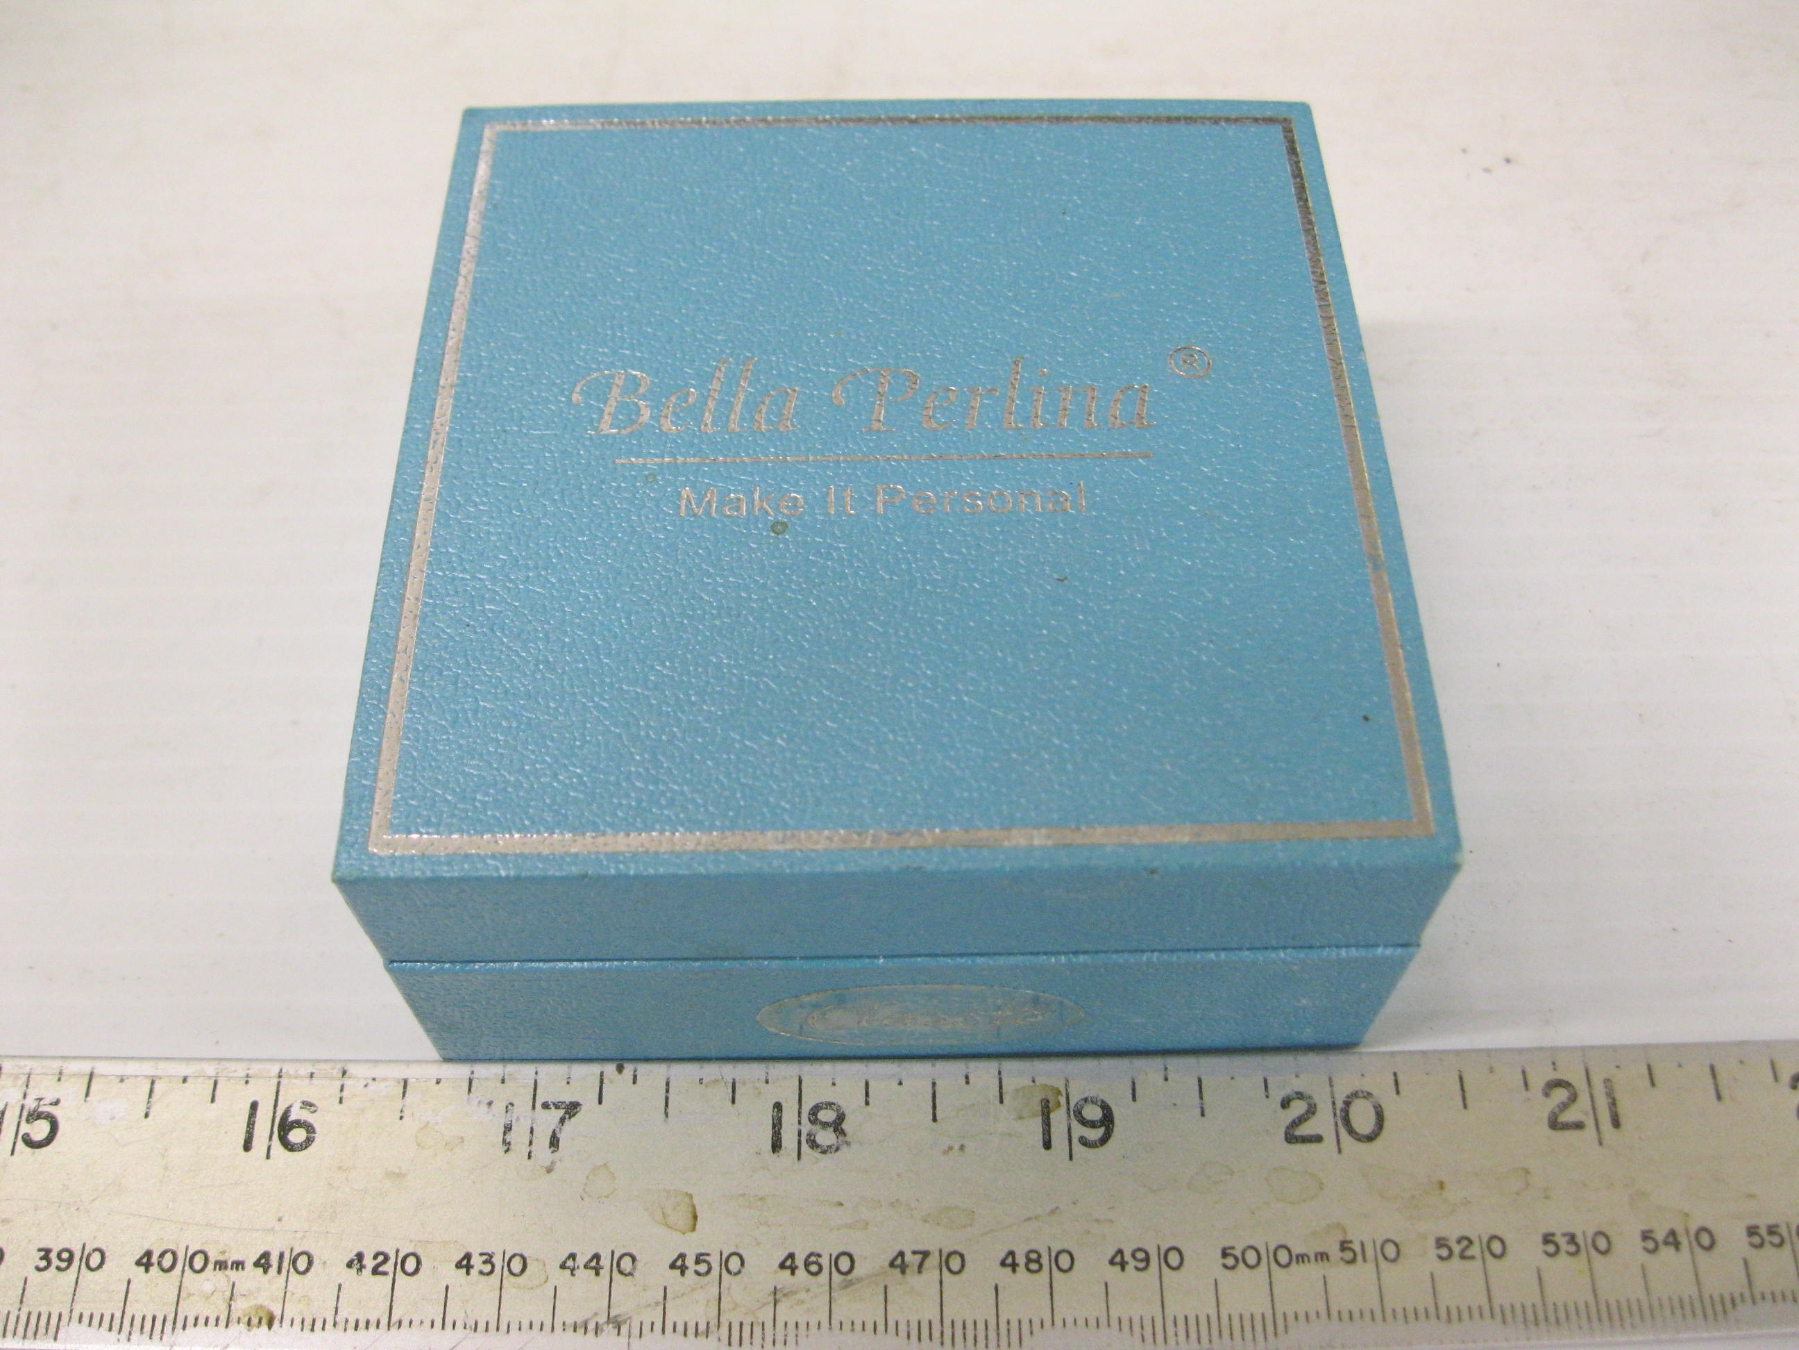 Bella Perlina ®
Make It Personal
15 16 17 18 19 20 21
390 400mm 410 420 430 440 450 460 470 480 490 500mm 510 520 530 540 550